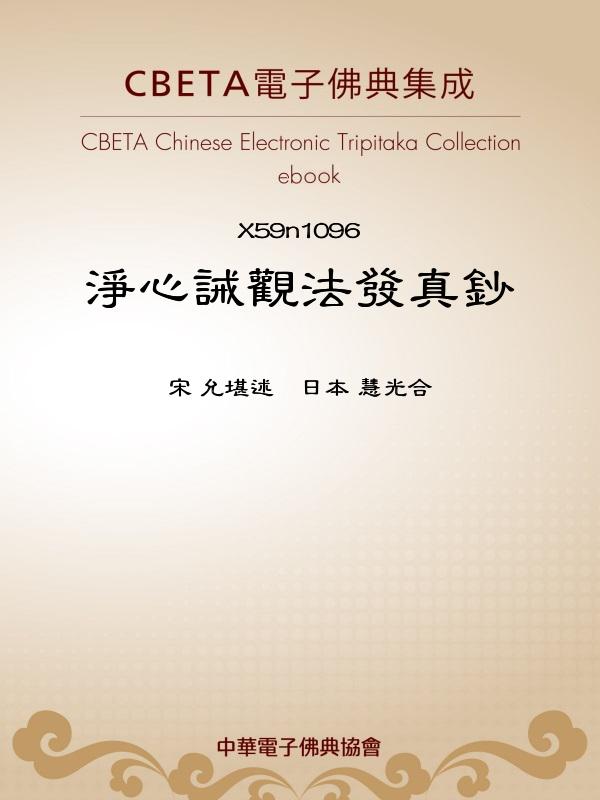 CBETA電子佛典集成
CBETA Chinese Electronic Tripitaka Collection
ebook
X59n1096
淨心誡觀法發真鈔
宋 允堪述 日本 慧光合
中華電子佛典協會